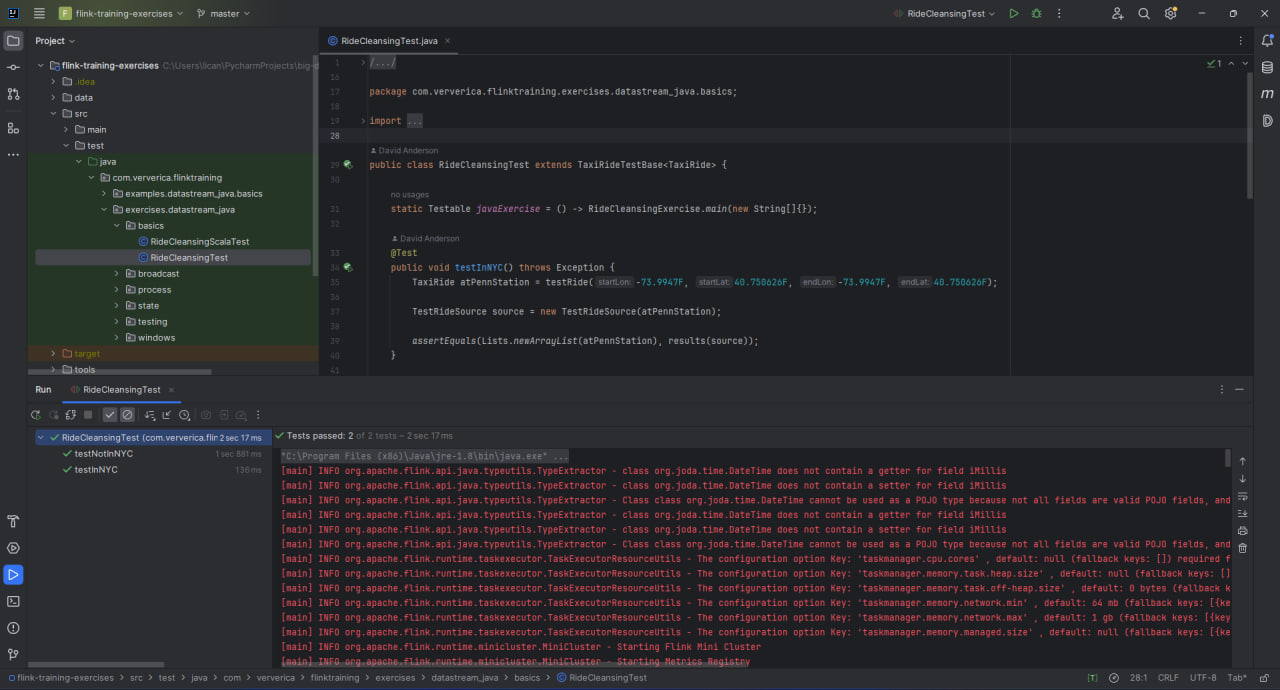 F flink-training-exercises master RideCleansingTest
Project
flink-training-exercises C:\Users\lican\PycharmProjects\big-d
.idea
data
src
main
test
java
com.ververica.flinktraining
examples.datastream_java.basics
exercises.datastream_java
basics
RideCleansingScalaTest
RideCleansingTest
broadcast
process
state
testing
windows
target
tools
RideCleansingTest.java
1 /.../
16
17 package com.ververica.flinktraining.exercises.datastream_java.basics;
18
19 import ...
28
David Anderson
29 public class RideCleansingTest extends TaxiRideTestBase<TaxiRide> {
30
no usages
31 static Testable javaExercise = () -> RideCleansingExercise.main(new String[]{});
32
David Anderson
33 @Test
34 public void testInNYC() throws Exception {
35 TaxiRide atPennStation = testRide( startLon: -73.9947F, startLat: 40.750626F, endLon: -73.9947F, endLat: 40.750626F);
36
37 TestRideSource source = new TestRideSource(atPennStation);
38
39 assertEquals(Lists.newArrayList(atPennStation), results(source));
40 }
41
1
Run RideCleansingTest
RideCleansingTest (com.ververica.flir 2 sec 17 ms
testNotInNYC 1 sec 881 ms
testInNYC 136 ms
Tests passed: 2 of 2 tests – 2 sec 17 ms
"C:\Program Files (x86)\Java\jre-1.8\bin\java.exe" ...
[main] INFO org.apache.flink.api.java.typeutils.TypeExtractor - class org.joda.time.DateTime does not contain a getter for field iMillis
[main] INFO org.apache.flink.api.java.typeutils.TypeExtractor - class org.joda.time.DateTime does not contain a setter for field iMillis
[main] INFO org.apache.flink.api.java.typeutils.TypeExtractor - Class class org.joda.time.DateTime cannot be used as a POJO type because not all fields are valid POJO fields, and
[main] INFO org.apache.flink.api.java.typeutils.TypeExtractor - class org.joda.time.DateTime does not contain a getter for field iMillis
[main] INFO org.apache.flink.api.java.typeutils.TypeExtractor - class org.joda.time.DateTime does not contain a setter for field iMillis
[main] INFO org.apache.flink.api.java.typeutils.TypeExtractor - Class class org.joda.time.DateTime cannot be used as a POJO type because not all fields are valid POJO fields, and
[main] INFO org.apache.flink.runtime.taskexecutor.TaskExecutorResourceUtils - The configuration option Key: 'taskmanager.cpu.cores' , default: null (fallback keys: []) required f
[main] INFO org.apache.flink.runtime.taskexecutor.TaskExecutorResourceUtils - The configuration option Key: 'taskmanager.memory.task.heap.size' , default: null (fallback keys: []
[main] INFO org.apache.flink.runtime.taskexecutor.TaskExecutorResourceUtils - The configuration option Key: 'taskmanager.memory.task.off-heap.size' , default: 0 bytes (fallback k
[main] INFO org.apache.flink.runtime.taskexecutor.TaskExecutorResourceUtils - The configuration option Key: 'taskmanager.memory.network.min' , default: 64 mb (fallback keys: [{ke
[main] INFO org.apache.flink.runtime.taskexecutor.TaskExecutorResourceUtils - The configuration option Key: 'taskmanager.memory.network.max' , default: 1 gb (fallback keys: [{key
[main] INFO org.apache.flink.runtime.taskexecutor.TaskExecutorResourceUtils - The configuration option Key: 'taskmanager.memory.managed.size' , default: null (fallback keys: [{ke
[main] INFO org.apache.flink.runtime.minicluster.MiniCluster - Starting Flink Mini Cluster
[main] INFO org.apache.flink.runtime.minicluster.MiniCluster - Starting Metrics Registry
flink-training-exercises > src > test > java > com > ververica > flinktraining > exercises > datastream_java > basics > RideCleansingTest
[T] 28:1 CRLF UTF-8 Tab*